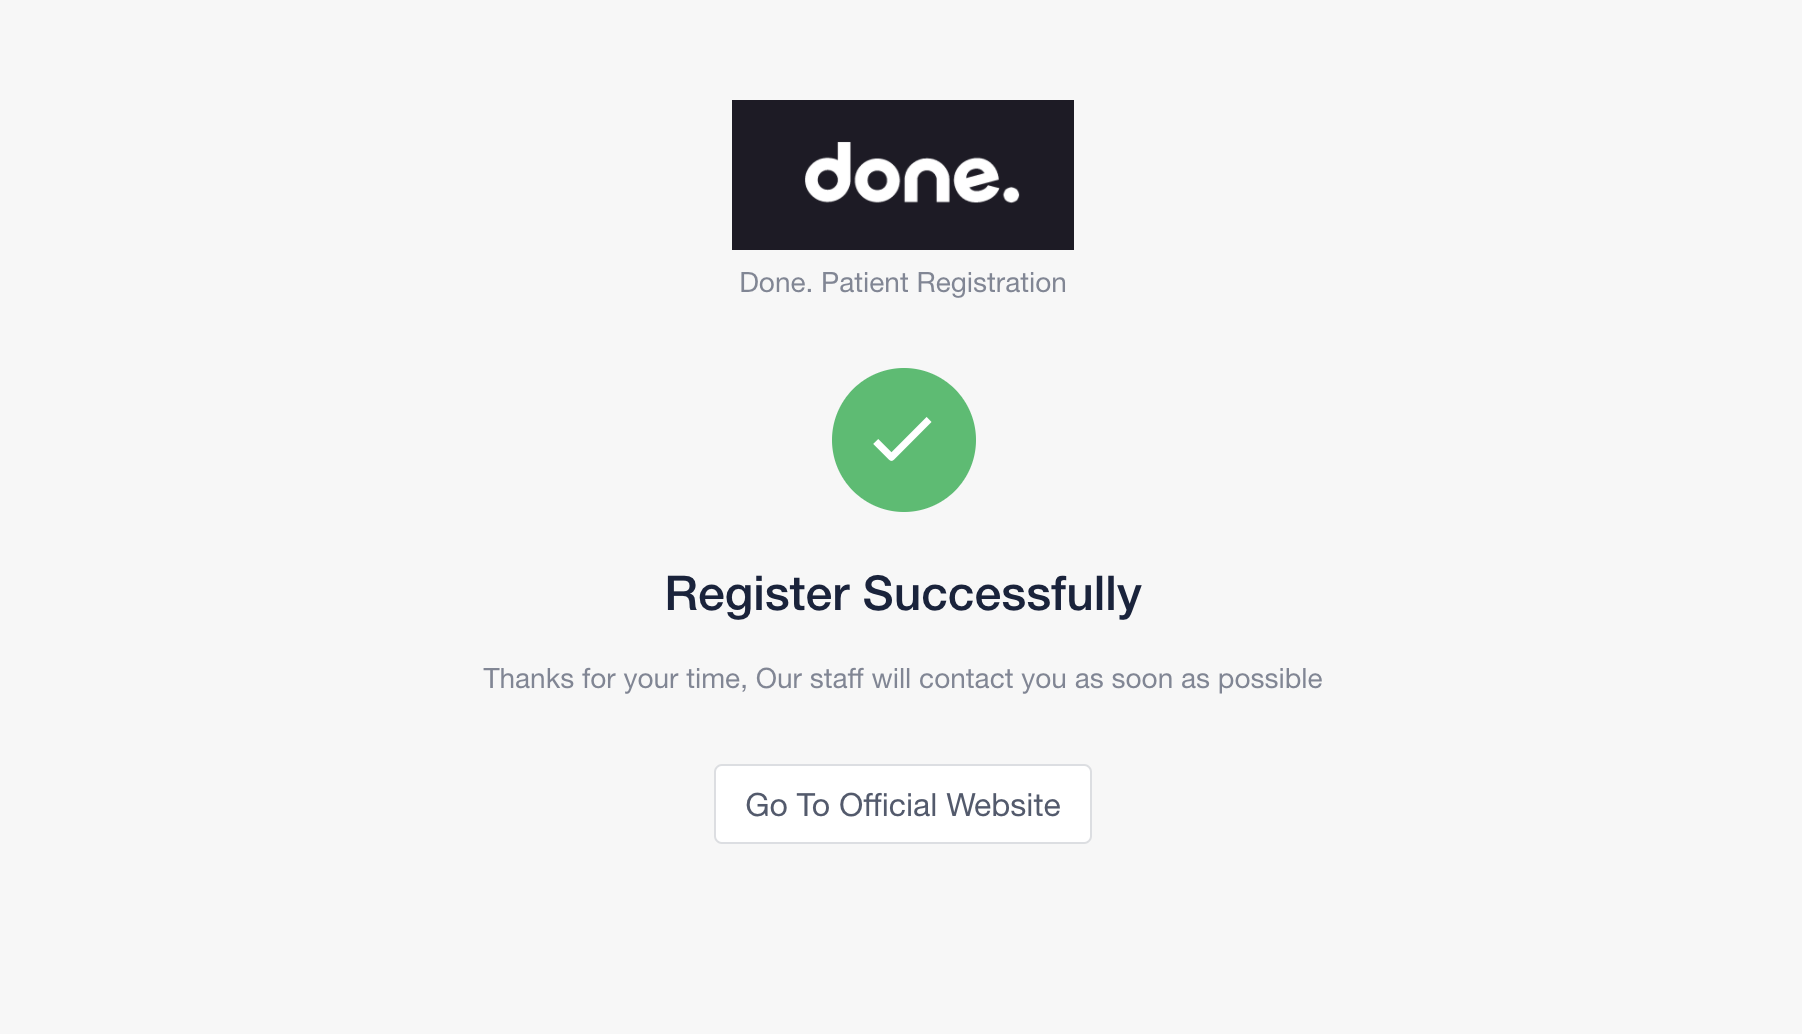 done.
Done. Patient Registration
Register Successfully
Thanks for your time, Our staff will contact you as soon as possible
Go To Official Website